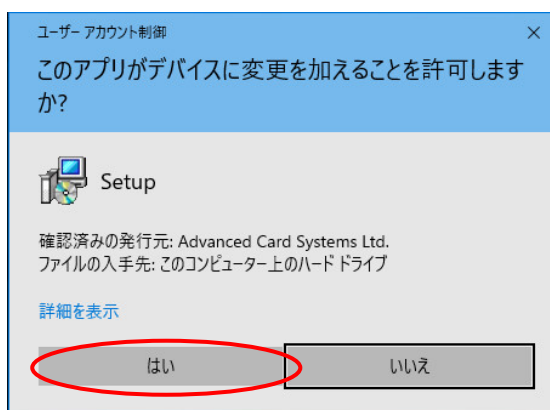 ユーザー アカウント制御
このアプリがデバイスに変更を加えることを許可します
か?
Setup
確認済みの発行元: Advanced Card Systems Ltd.
ファイルの入手先: このコンピューター上のハード ドライブ
詳細を表示
はい
いいえ